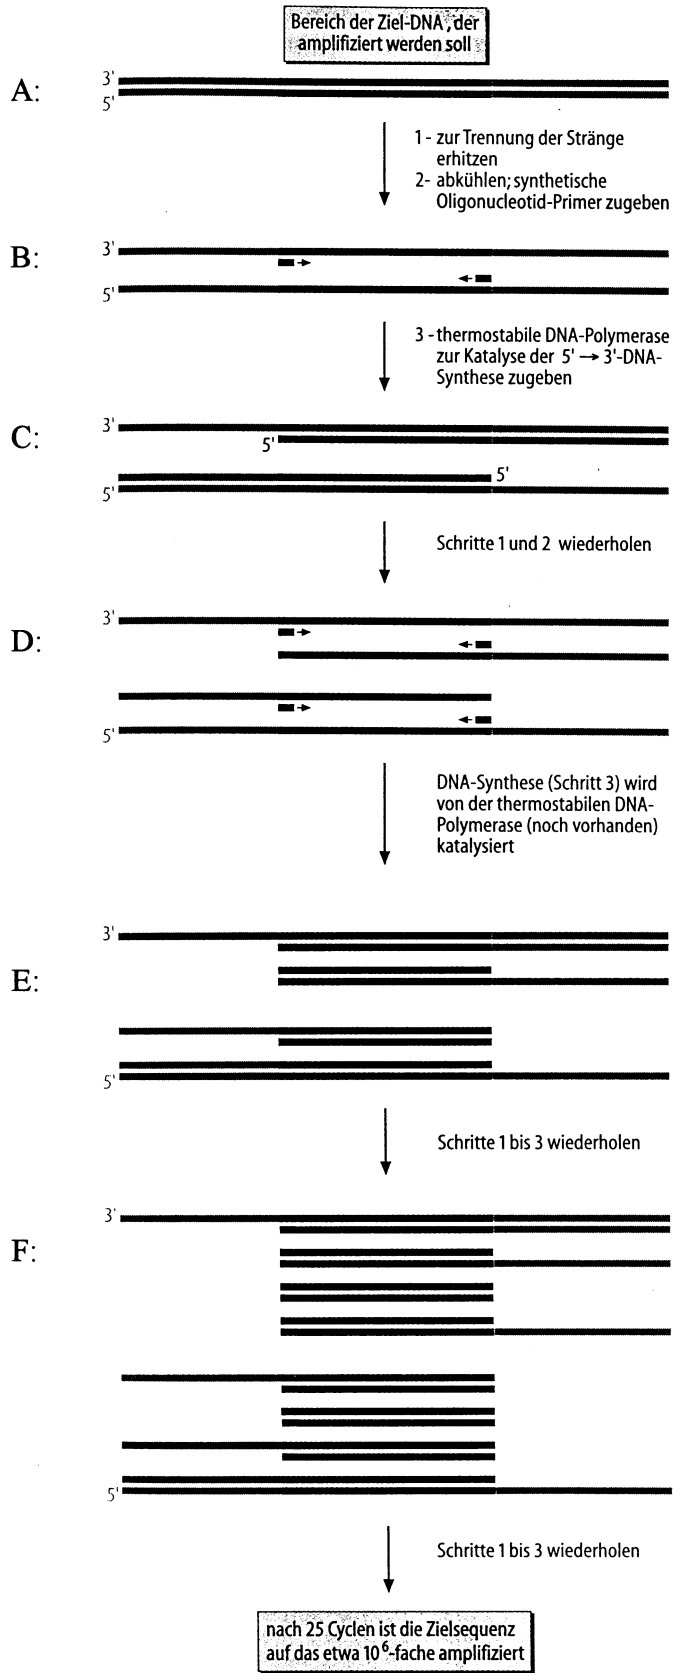 Bereich der Ziel-DNA, der
amplifiziert werden soll
A:
3'
5'
1 - zur Trennung der Stränge
erhitzen
2- abkühlen; synthetische
Oligonucleotid-Primer zugeben
B:
3'
5'
3 - thermostabile DNA-Polymerase
zur Katalyse der 5' → 3'-DNA-
Synthese zugeben
C:
3'
5'
5'
5'
Schritte 1 und 2 wiederholen
D:
3'
5'
DNA-Synthese (Schritt 3) wird
von der thermostabilen DNA-
Polymerase (noch vorhanden)
katalysiert
E:
3'
5'
Schritte 1 bis 3 wiederholen
F:
3'
5'
Schritte 1 bis 3 wiederholen
nach 25 Cyclen ist die Zielsequenz
auf das etwa 10⁶-fache amplifiziert